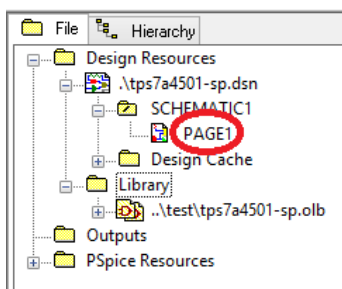 File Hierarchy
Design Resources
.\tps7a4501-sp.dsn
SCHEMATIC1
PAGE1
Design Cache
Library
..\test\tps7a4501-sp.olb
Outputs
PSpice Resources